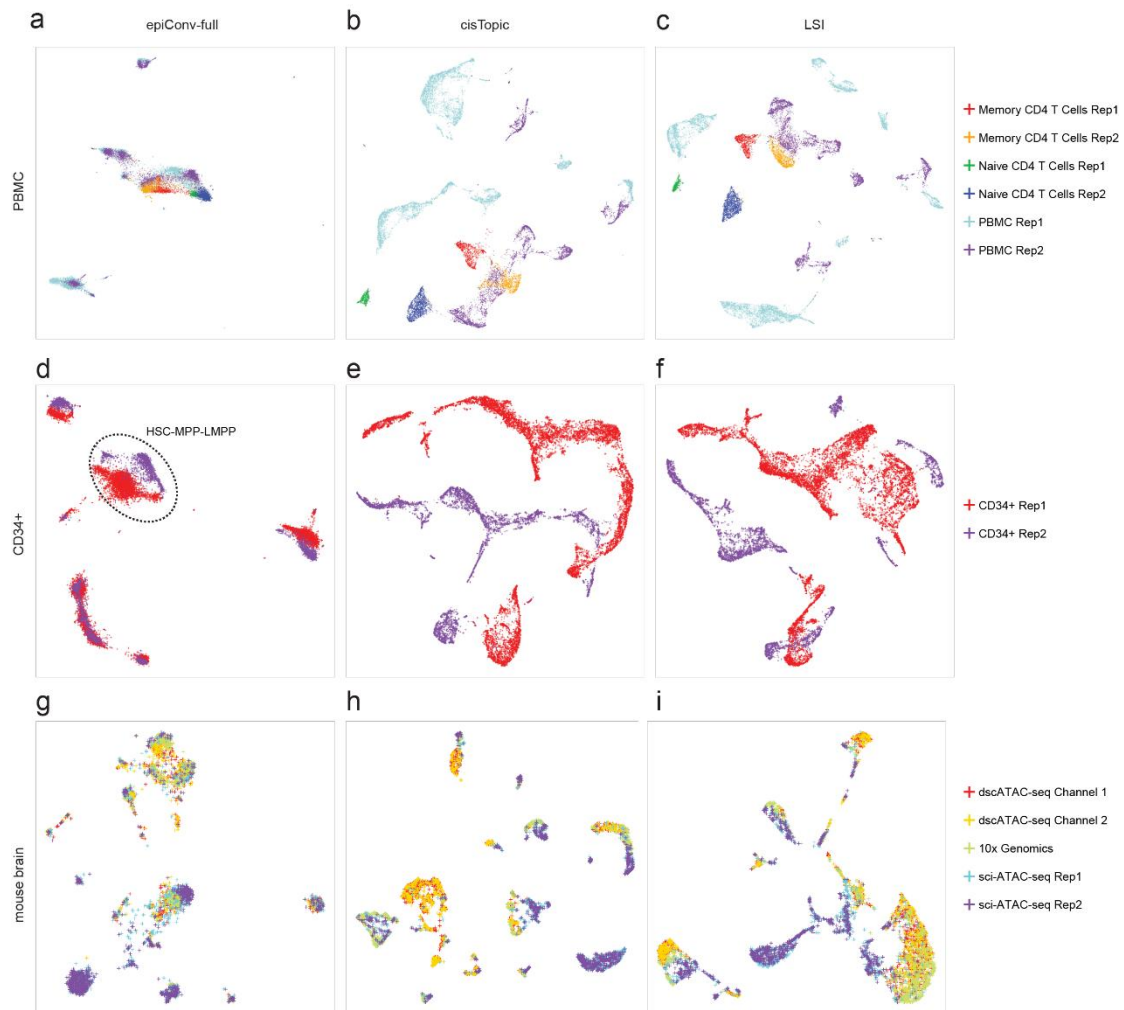 a
epiConv-full
b
cisTopic
c
LSI
PBMC
Memory CD4 T Cells Rep1
Memory CD4 T Cells Rep2
Naive CD4 T Cells Rep1
Naive CD4 T Cells Rep2
PBMC Rep1
PBMC Rep2
d
e
f
HSC-MPP-LMPP
CD34+
CD34+ Rep1
CD34+ Rep2
g
h
i
mouse brain
dscATAC-seq Channel 1
dscATAC-seq Channel 2
10x Genomics
sci-ATAC-seq Rep1
sci-ATAC-seq Rep2